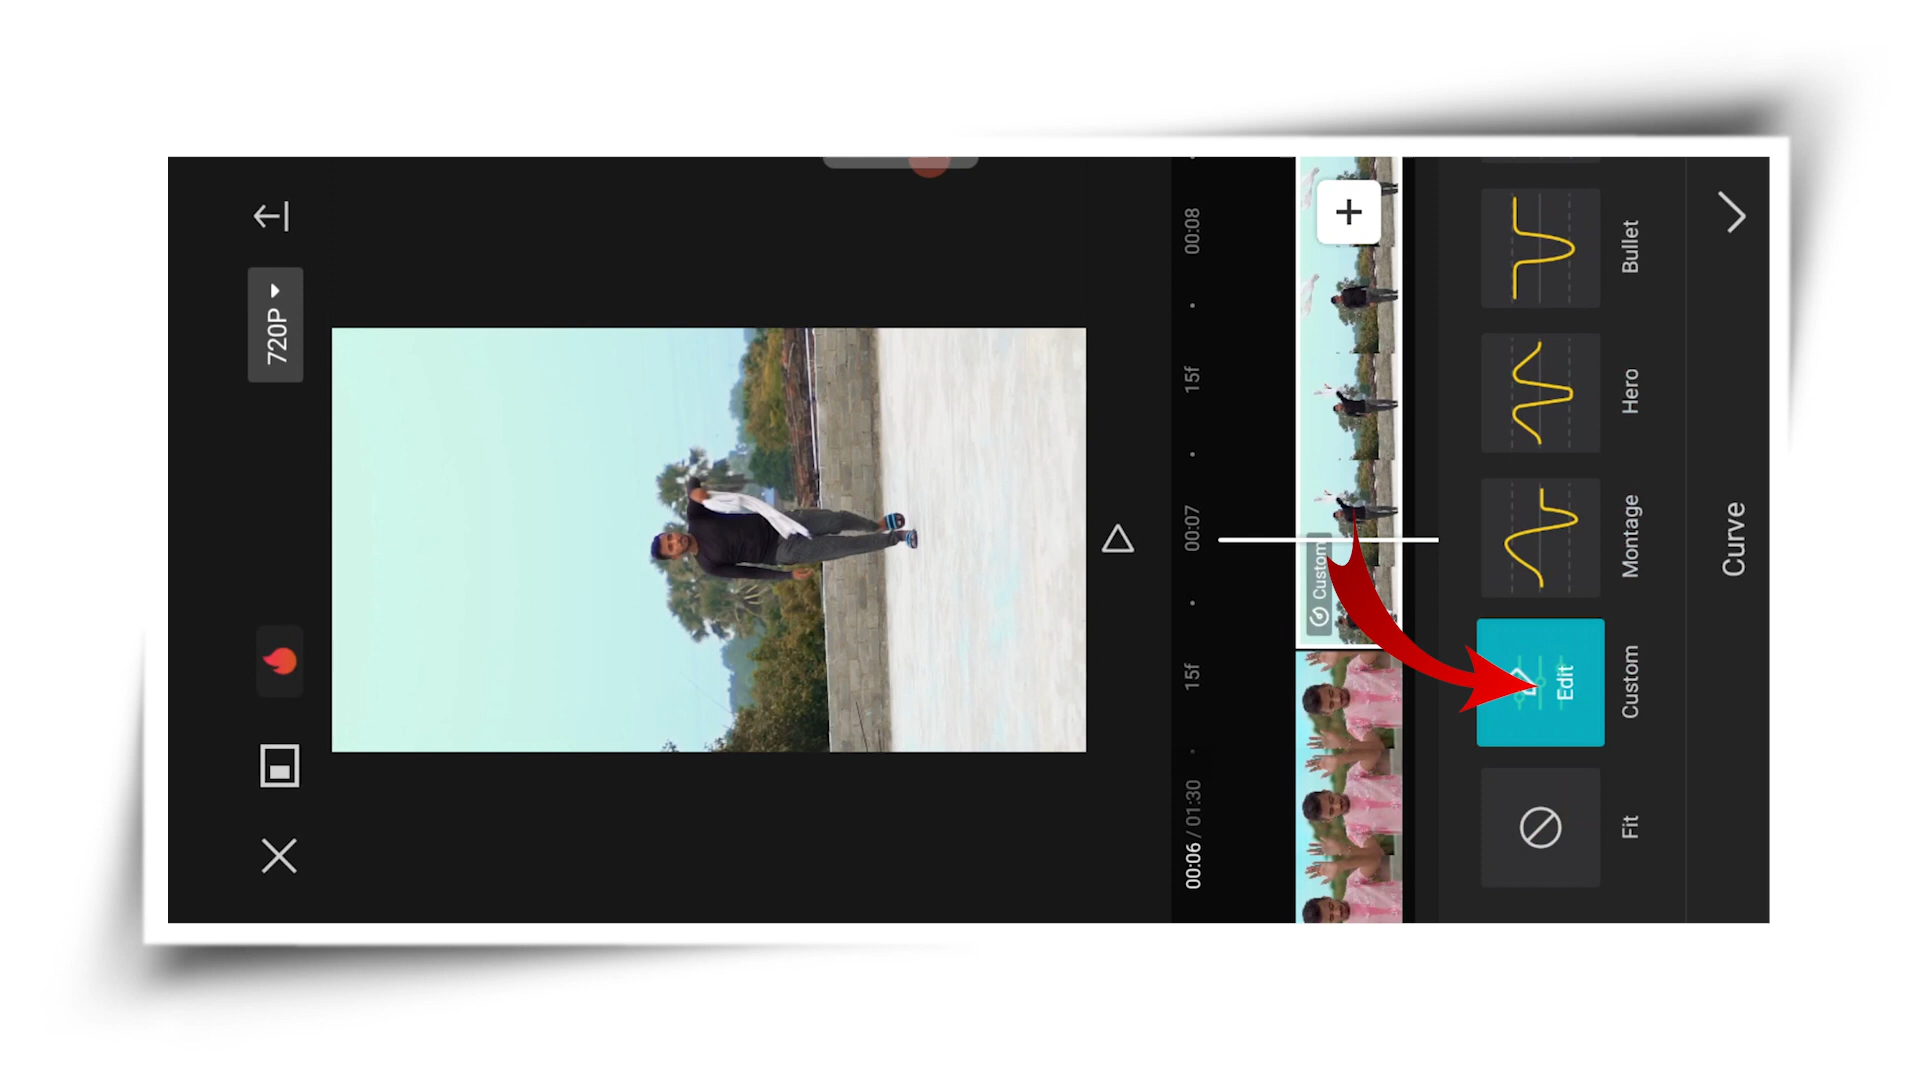 720P
00:06 / 01:30
15f
00:07
15f
00:08
Custom
Edit
Fit
Custom
Montage
Hero
Bullet
Curve